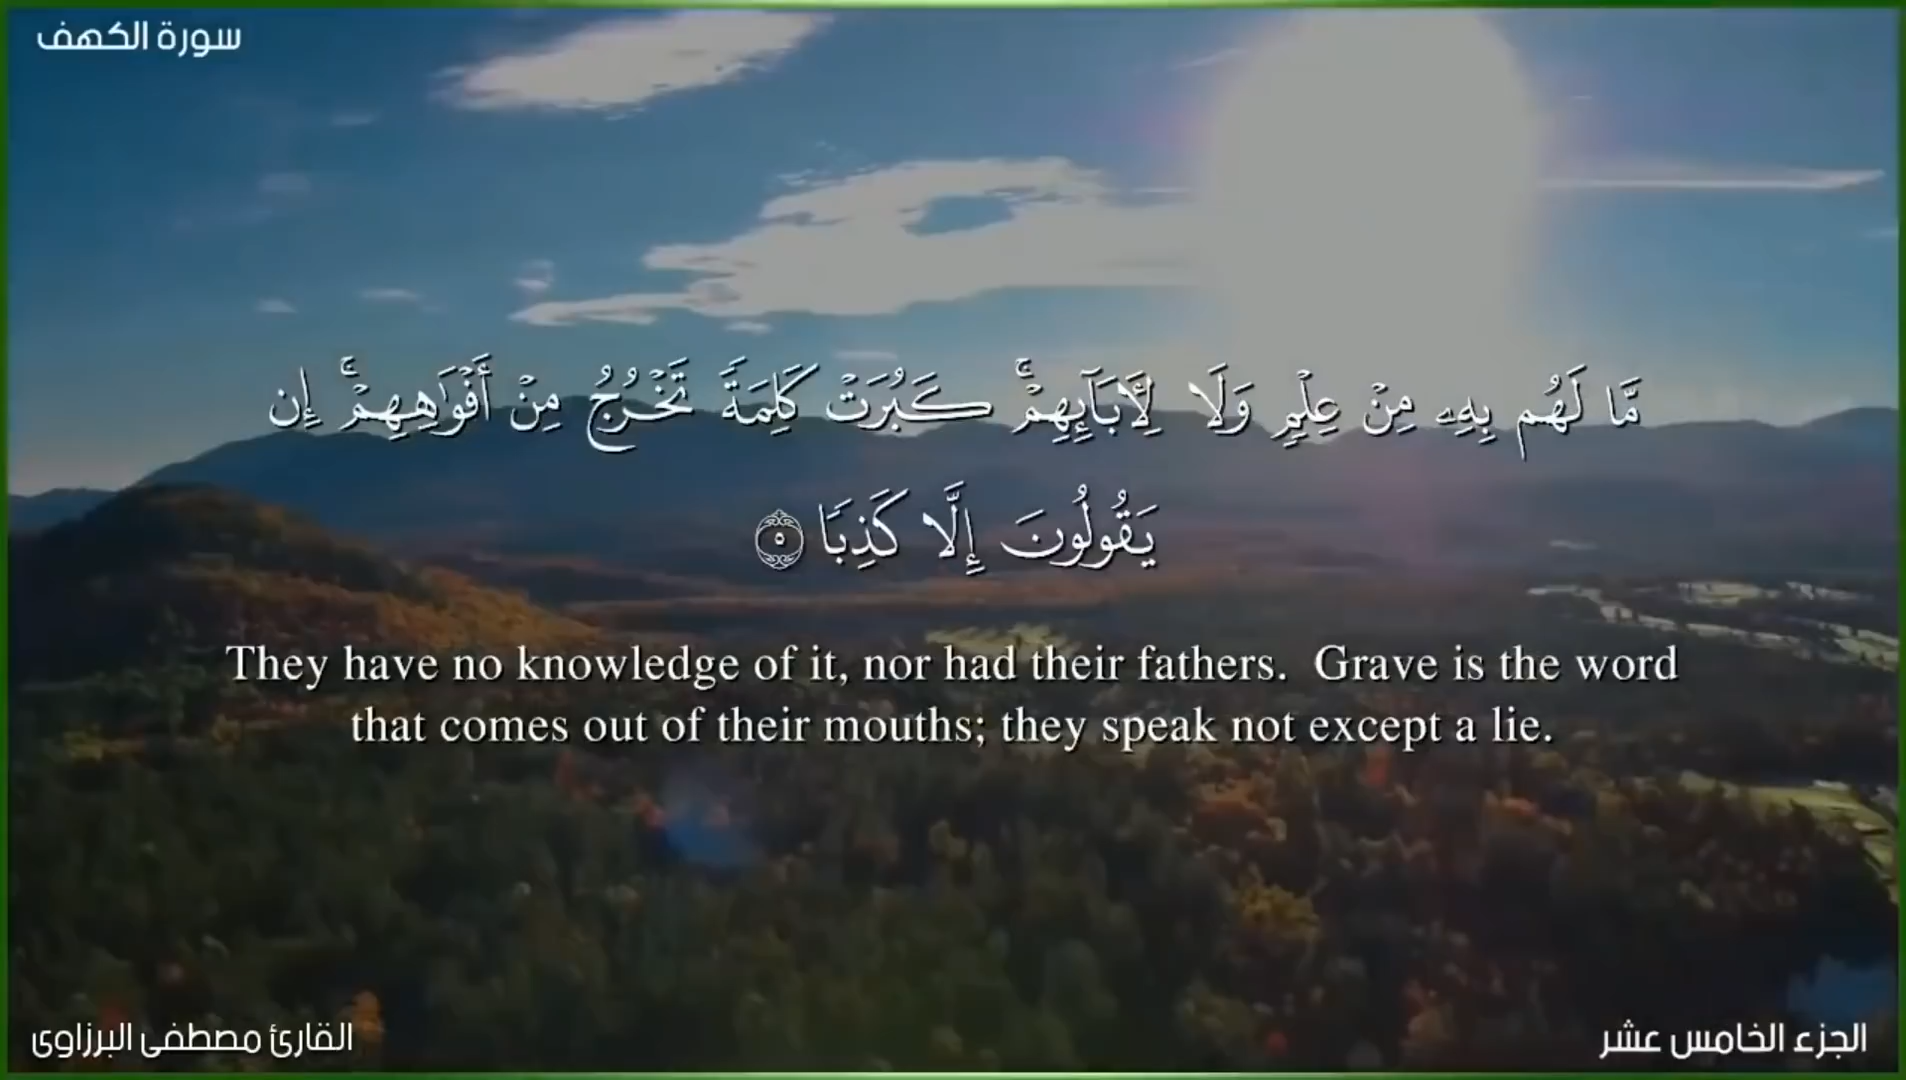 سورة الكهف
مَّا لَهُم بِهِۦ مِنْ عِلْمٍ وَلَا لِءَابَآئِهِمْ ۚ كَبُرَتْ كَلِمَةً تَخْرُجُ مِنْ أَفْوَٰهِهِمْ ۚ إِن
يَقُولُونَ إِلَّا كَذِبًا ٥
They have no knowledge of it, nor had their fathers. Grave is the word
that comes out of their mouths; they speak not except a lie.
الجزء الخامس عشر
القارئ مصطفى البرزاوى